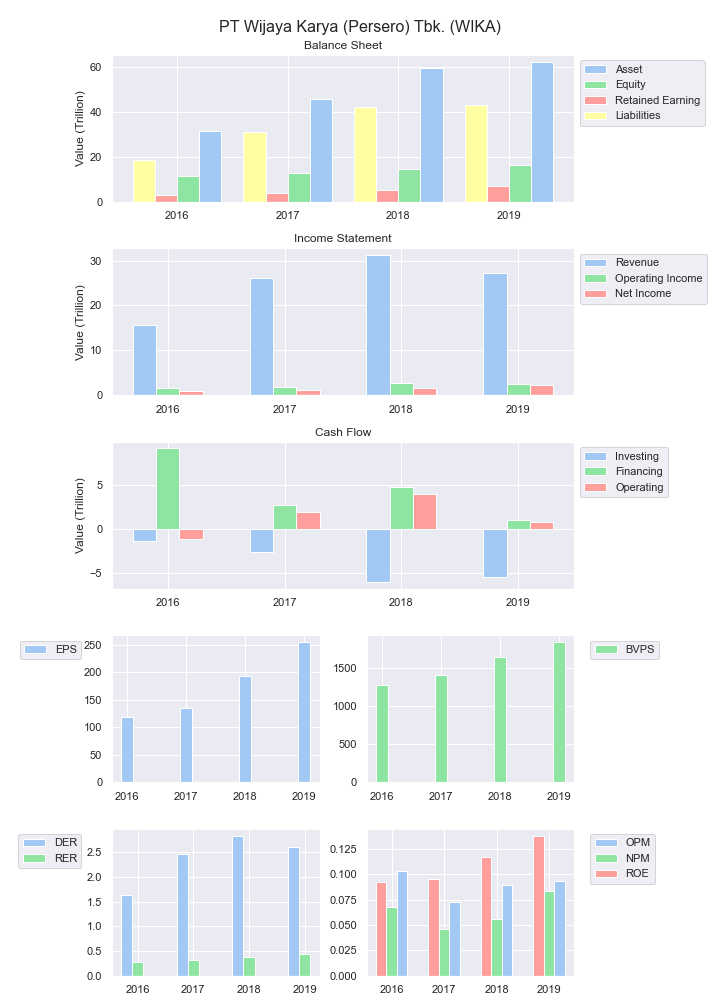 PT Wijaya Karya (Persero) Tbk. (WIKA)
Balance Sheet
Value (Trillion)
60
40
20
0
2016 2017 2018 2019
Asset
Equity
Retained Earning
Liabilities
Income Statement
Value (Trillion)
30
20
10
0
2016 2017 2018 2019
Revenue
Operating Income
Net Income
Cash Flow
Value (Trillion)
5
0
−5
2016 2017 2018 2019
Investing
Financing
Operating
EPS
250
200
150
100
50
0
2016 2017 2018 2019
1500
1000
500
0
2016 2017 2018 2019
BVPS
DER
RER
2.5
2.0
1.5
1.0
0.5
0.0
2016 2017 2018 2019
0.125
0.100
0.075
0.050
0.025
0.000
2016 2017 2018 2019
OPM
NPM
ROE